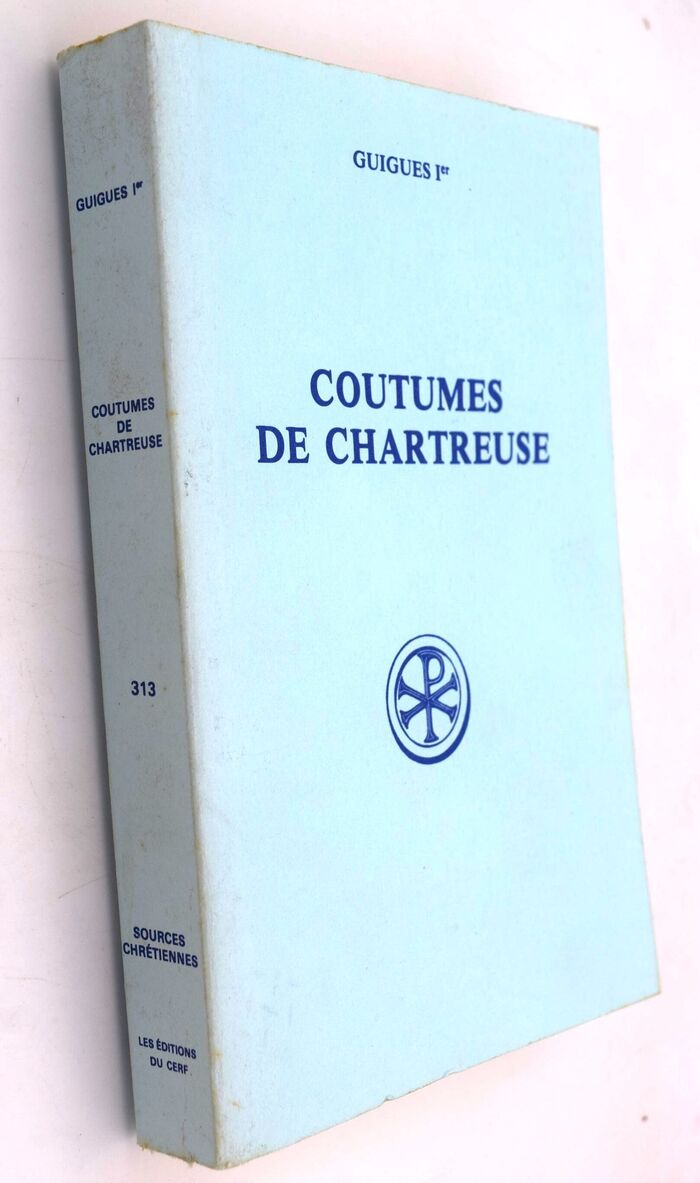 GUIGUES Ier
COUTUMES
DE CHARTREUSE
GUIGUES Ier
COUTUMES
DE
CHARTREUSE
313
SOURCES
CHRÉTIENNES
LES ÉDITIONS
DU CERF